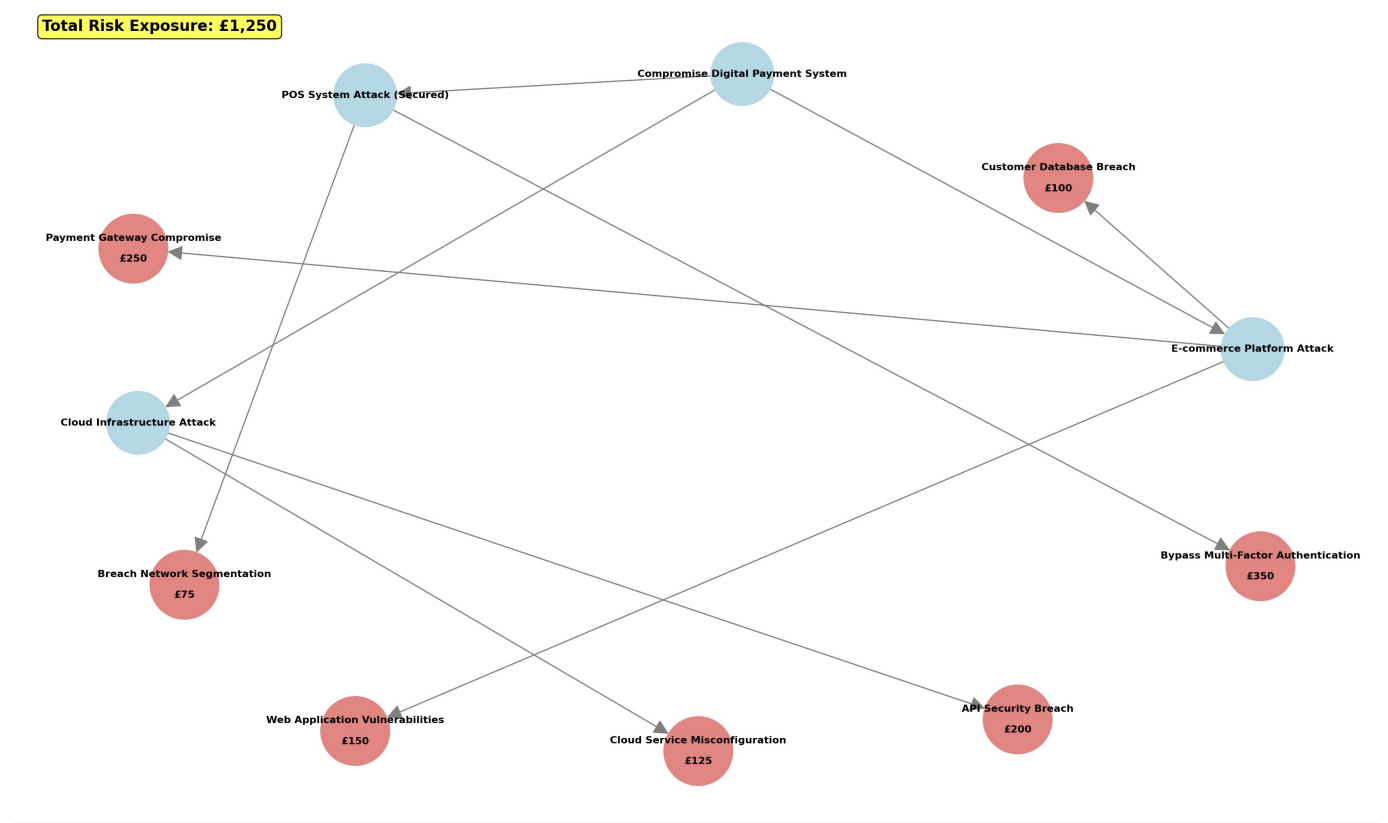 Total Risk Exposure: £1,250
Compromise Digital Payment System
POS System Attack (Secured)
Customer Database Breach
£100
Payment Gateway Compromise
£250
E-commerce Platform Attack
Cloud Infrastructure Attack
Bypass Multi-Factor Authentication
£350
Breach Network Segmentation
£75
API Security Breach
£200
Web Application Vulnerabilities
£150
Cloud Service Misconfiguration
£125